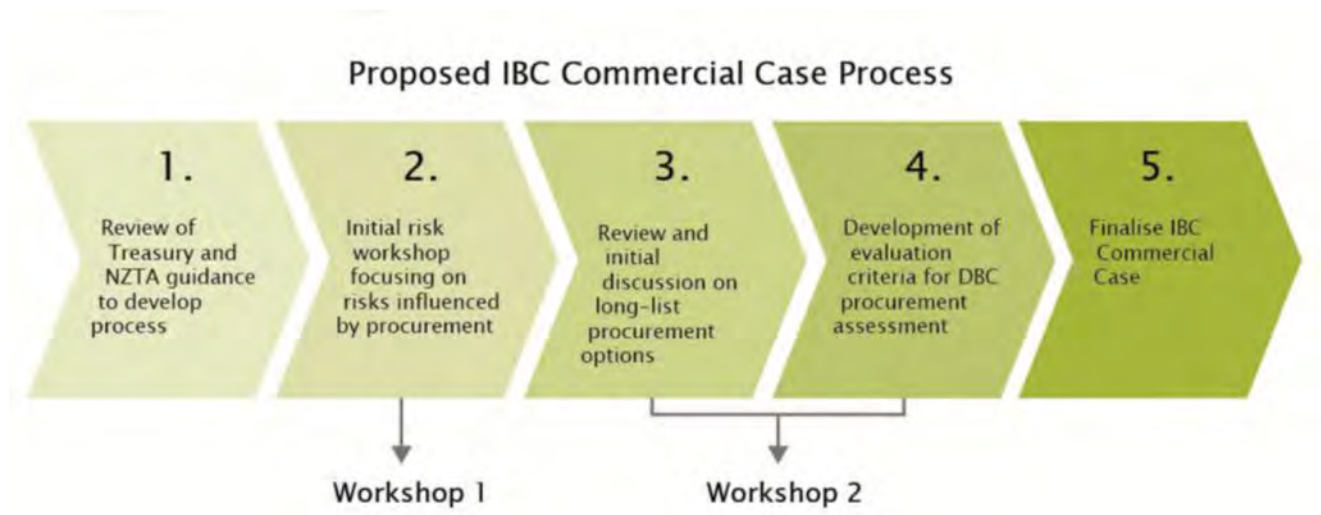 Proposed IBC Commercial Case Process
1.
Review of
Treasury and
NZTA guidance
to develop
process
2.
Initial risk
workshop
focusing on
risks influenced
by procurement
3.
Review and
initial
discussion on
long-list
procurement
options
4.
Development of
evaluation
criteria for DBC
procurement
assessment
5.
Finalise IBC
Commercial
Case
Workshop 1
Workshop 2